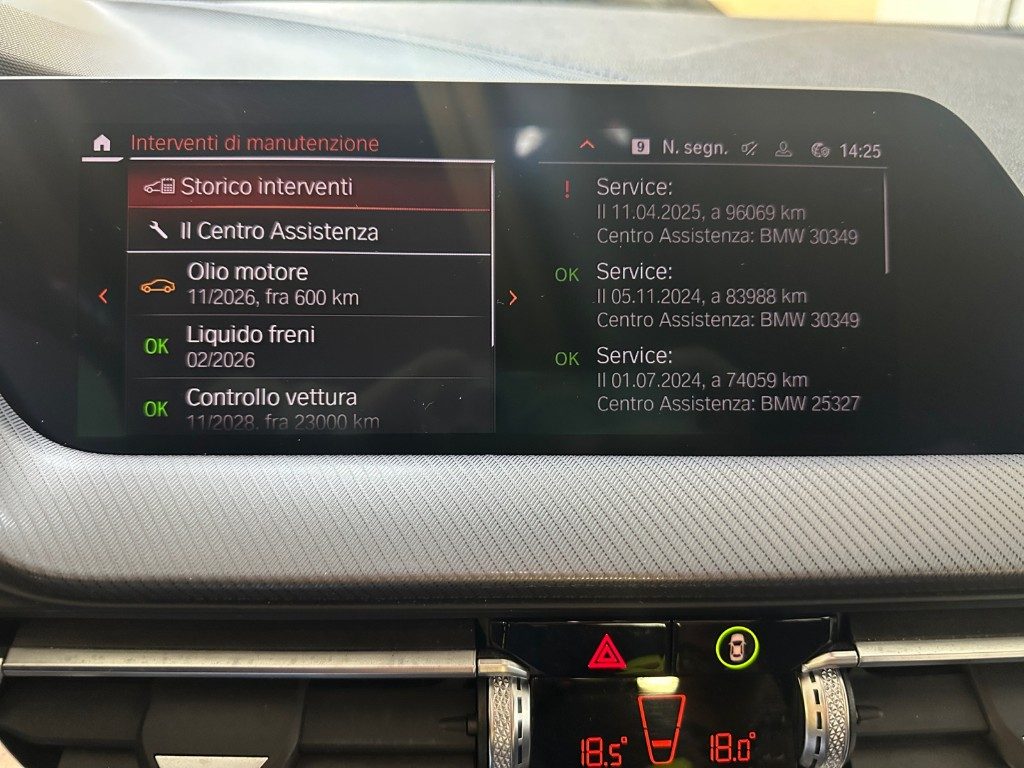 Interventi di manutenzione
9 N. segn. 14:25
Storico interventi
Il Centro Assistenza
Olio motore
11/2026, fra 600 km
OK Liquido freni
02/2026
OK Controllo vettura
11/2028, fra 23000 km
! Service:
Il 11.04.2025, a 96069 km
Centro Assistenza: BMW 30349
OK Service:
Il 05.11.2024, a 83988 km
Centro Assistenza: BMW 30349
OK Service:
Il 01.07.2024, a 74059 km
Centro Assistenza: BMW 25327
18.5° 18.0°